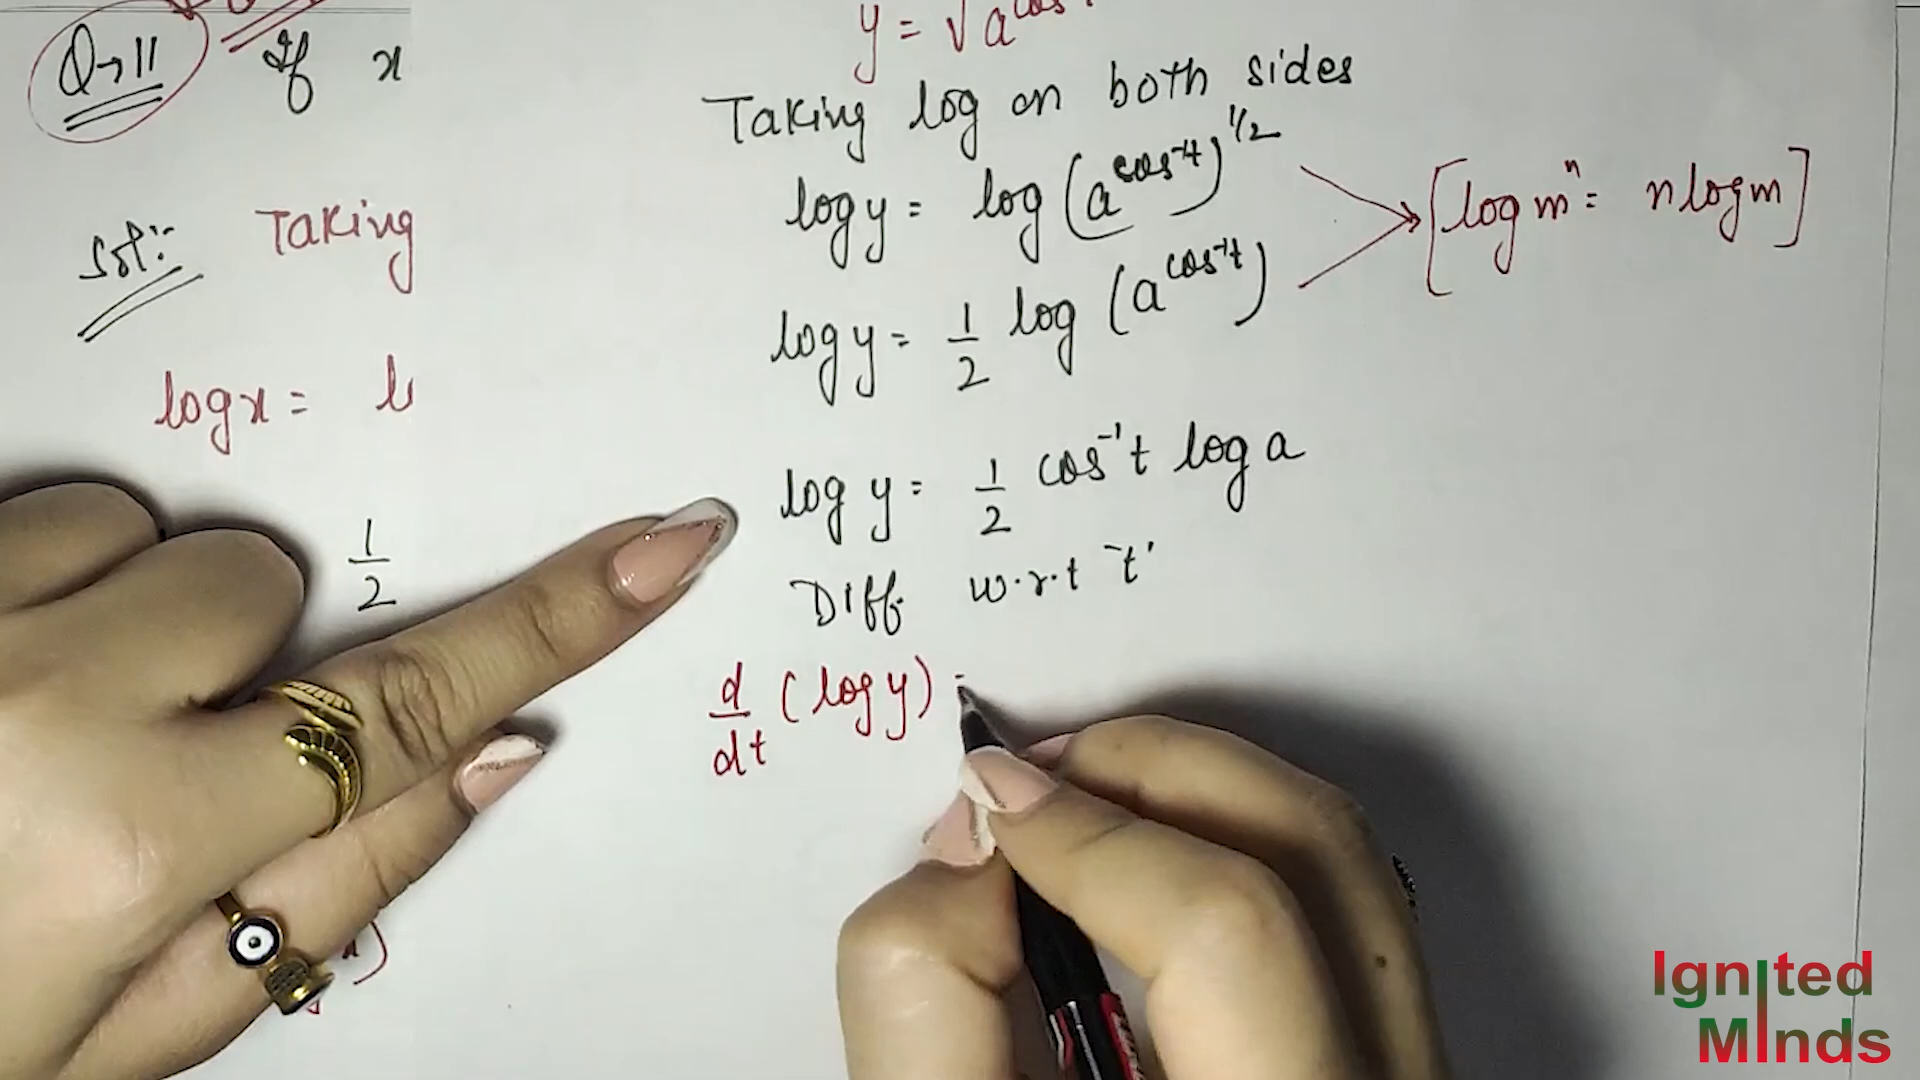 Q→11 If x
Sol:- Taking
log x =
1/2
y = √a^cos
Taking log on both sides
log y = log (a^cos⁻¹t)^1/2
log y = 1/2 log (a^cos⁻¹t)
[log mⁿ = n log m]
log y = 1/2 cos⁻¹t log a
Diff w.r.t 't'
d/dt (log y) =
Ignited
Minds